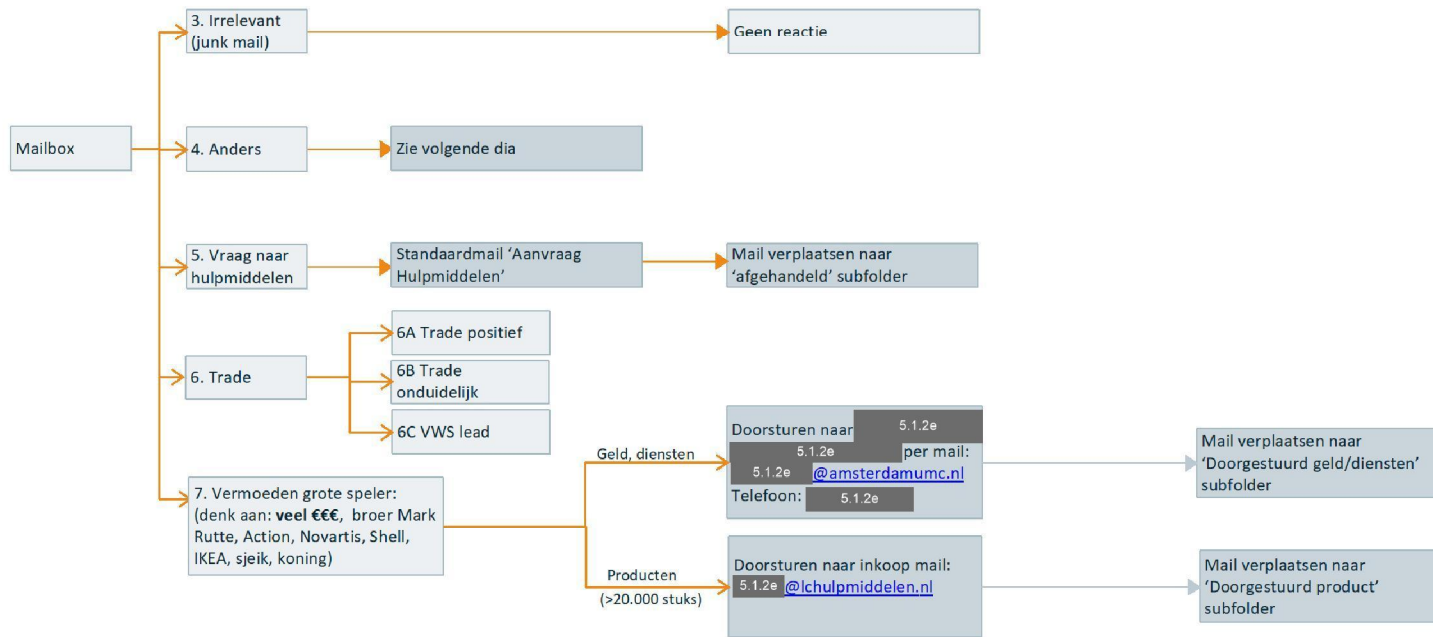 3. Irrelevant
(junk mail)
Geen reactie
Mailbox
4. Anders
Zie volgende dia
5. Vraag naar
hulpmiddelen
Standaardmail ‘Aanvraag
Hulpmiddelen’
Mail verplaatsen naar
‘afgehandeld’ subfolder
6. Trade
6A Trade positief
6B Trade
onduidelijk
6C VWS lead
7. Vermoeden grote speler:
(denk aan: veel €€€, broer Mark
Rutte, Action, Novartis, Shell,
IKEA, sjeik, koning)
Geld, diensten
Doorsturen naar 5.1.2e
5.1.2e per mail:
5.1.2e @amsterdamumc.nl
Telefoon: 5.1.2e
Mail verplaatsen naar
‘Doorgestuurd geld/diensten’
subfolder
Producten
(>20.000 stuks)
Doorsturen naar inkoop mail:
5.1.2e @lchulpmiddelen.nl
Mail verplaatsen naar
‘Doorgestuurd product’
subfolder